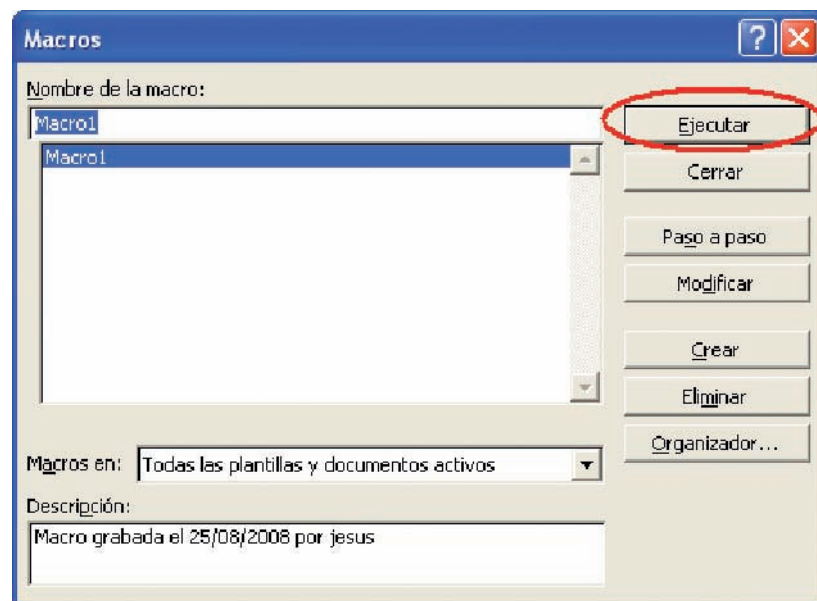 Macros
?
Nombre de la macro:
Macro1
Macro1
Ejecutar
Cerrar
Paso a paso
Modificar
Crear
Eliminar
Organizador...
Macros en:
Todas las plantillas y documentos activos
Descripción:
Macro grabada el 25/08/2008 por jesus